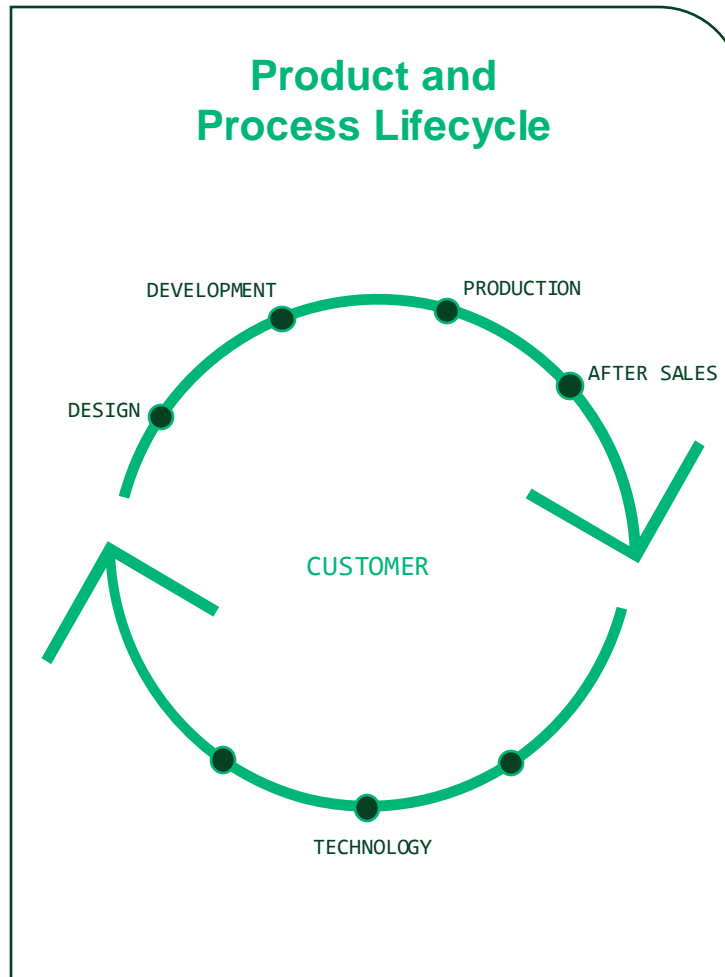 Product and
Process Lifecycle
DEVELOPMENT
PRODUCTION
AFTER SALES
DESIGN
CUSTOMER
TECHNOLOGY